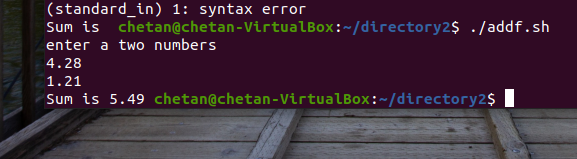 (standard_in) 1: syntax error
Sum is  chetan@chetan-VirtualBox:~/directory2$ ./addf.sh
enter a two numbers
4.28
1.21
Sum is 5.49 chetan@chetan-VirtualBox:~/directory2$